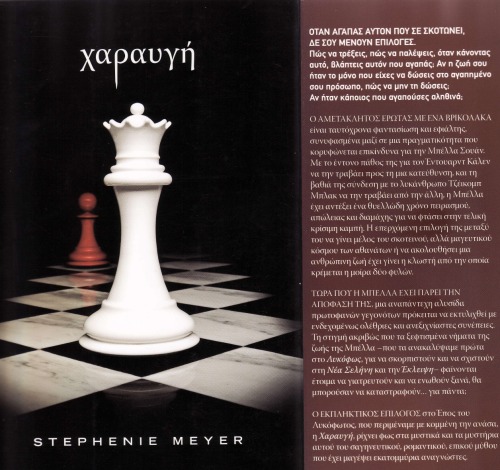 χαραυγή
STEPHENIE MEYER
ΟΤΑΝ ΑΓΑΠΑΣ ΑΥΤΟΝ ΠΟΥ ΣΕ ΣΚΟΤΩΝΕΙ,
ΔΕ ΣΟΥ ΜΕΝΟΥΝ ΕΠΙΛΟΓΕΣ.
Πώς να τρέξεις, πώς να παλέψεις, όταν κάνοντας
αυτό, βλάπτεις αυτόν που αγαπάς; Αν η ζωή σου
ήταν το μόνο που είχες να δώσεις στο αγαπημένο
σου πρόσωπο, πώς να μην τη δώσεις;
Αν ήταν κάποιος που αγαπούσες αληθινά;
Ο ΑΜΕΤΑΚΛΗΤΟΣ ΕΡΩΤΑΣ ΜΕ ΕΝΑ ΒΡΙΚΟΛΑΚΑ
είναι ταυτόχρονα φαντασίωση και εφιάλτης,
συνυφασμένα μαζί σε μια πραγματικότητα που
κορυφώνεται επικίνδυνα για την Μπέλλα Σουάν.
Με το έντονο πάθος της για τον Έντουαρντ Κάλεν
να την τραβάει προς τη μια κατεύθυνση, και τη
βαθιά της σύνδεση με το λυκάνθρωπο Τζέικομπ
Μπλακ να την τραβάει από την άλλη, η Μπέλλα
έχει αντέξει ένα θυελλώδη χρόνο πειρασμού,
απώλειας και διαμάχης για να φτάσει στην τελική
κρίσιμη καμπή. Η επερχόμενη επιλογή της μεταξύ
του να γίνει μέλος του σκοτεινού, αλλά μαγευτικού
κόσμου των αθανάτων ή να ακολουθήσει μια
ανθρώπινη ζωή έχει γίνει η κλωστή από την οποία
κρέμεται η μοίρα δυο φυλών.
ΤΩΡΑ ΠΟΥ Η ΜΠΕΛΛΑ ΕΧΕΙ ΠΑΡΕΙ ΤΗΝ
ΑΠΟΦΑΣΗ ΤΗΣ, μια αναπάντεχη αλυσίδα
πρωτοφανών γεγονότων πρόκειται να εκτυλιχθεί με
ενδεχομένως ολέθριες και ανεξιχνίαστες συνέπειες.
Τη στιγμή ακριβώς που τα ξεφτισμένα νήματα της
ζωής της Μπέλλα –που τα ανακαλύψαμε πρώτα
στο Λυκόφως, για να σκορπιστούν και να σχιστούν
στη Νέα Σελήνη και την Έκλειψη– φαίνονται
έτοιμα να γιατρευτούν και να ενωθούν ξανά, θα
μπορούσαν να καταστραφούν... για πάντα;
Ο ΕΚΠΛΗΚΤΙΚΟΣ ΕΠΙΛΟΓΟΣ στο Έπος του
Λυκόφωτος, που περιμέναμε με κομμένη την ανάσα,
η Χαραυγή, ρίχνει φως στα μυστικά και τα μυστήρια
αυτού του σαγηνευτικού, ρομαντικού, επικού μύθου
που έχει μαγέψει εκατομμύρια αναγνώστες.